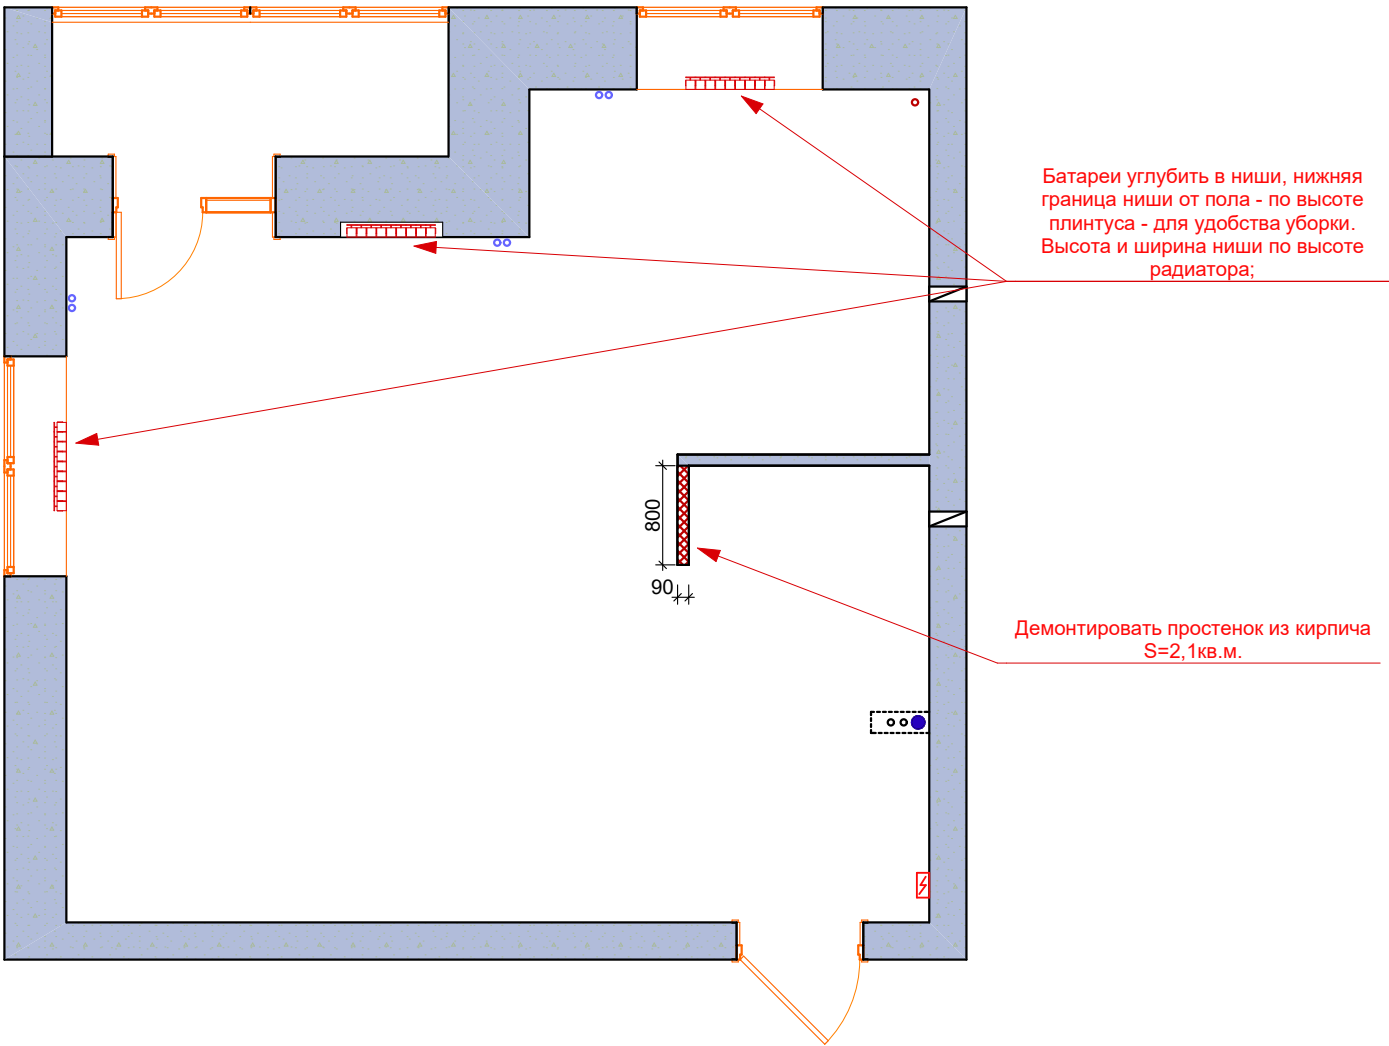 Батареи углубить в ниши, нижняя
граница ниши от пола - по высоте
плинтуса - для удобства уборки.
Высота и ширина ниши по высоте
радиатора;
800
90
Демонтировать простенок из кирпича
S=2,1кв.м.